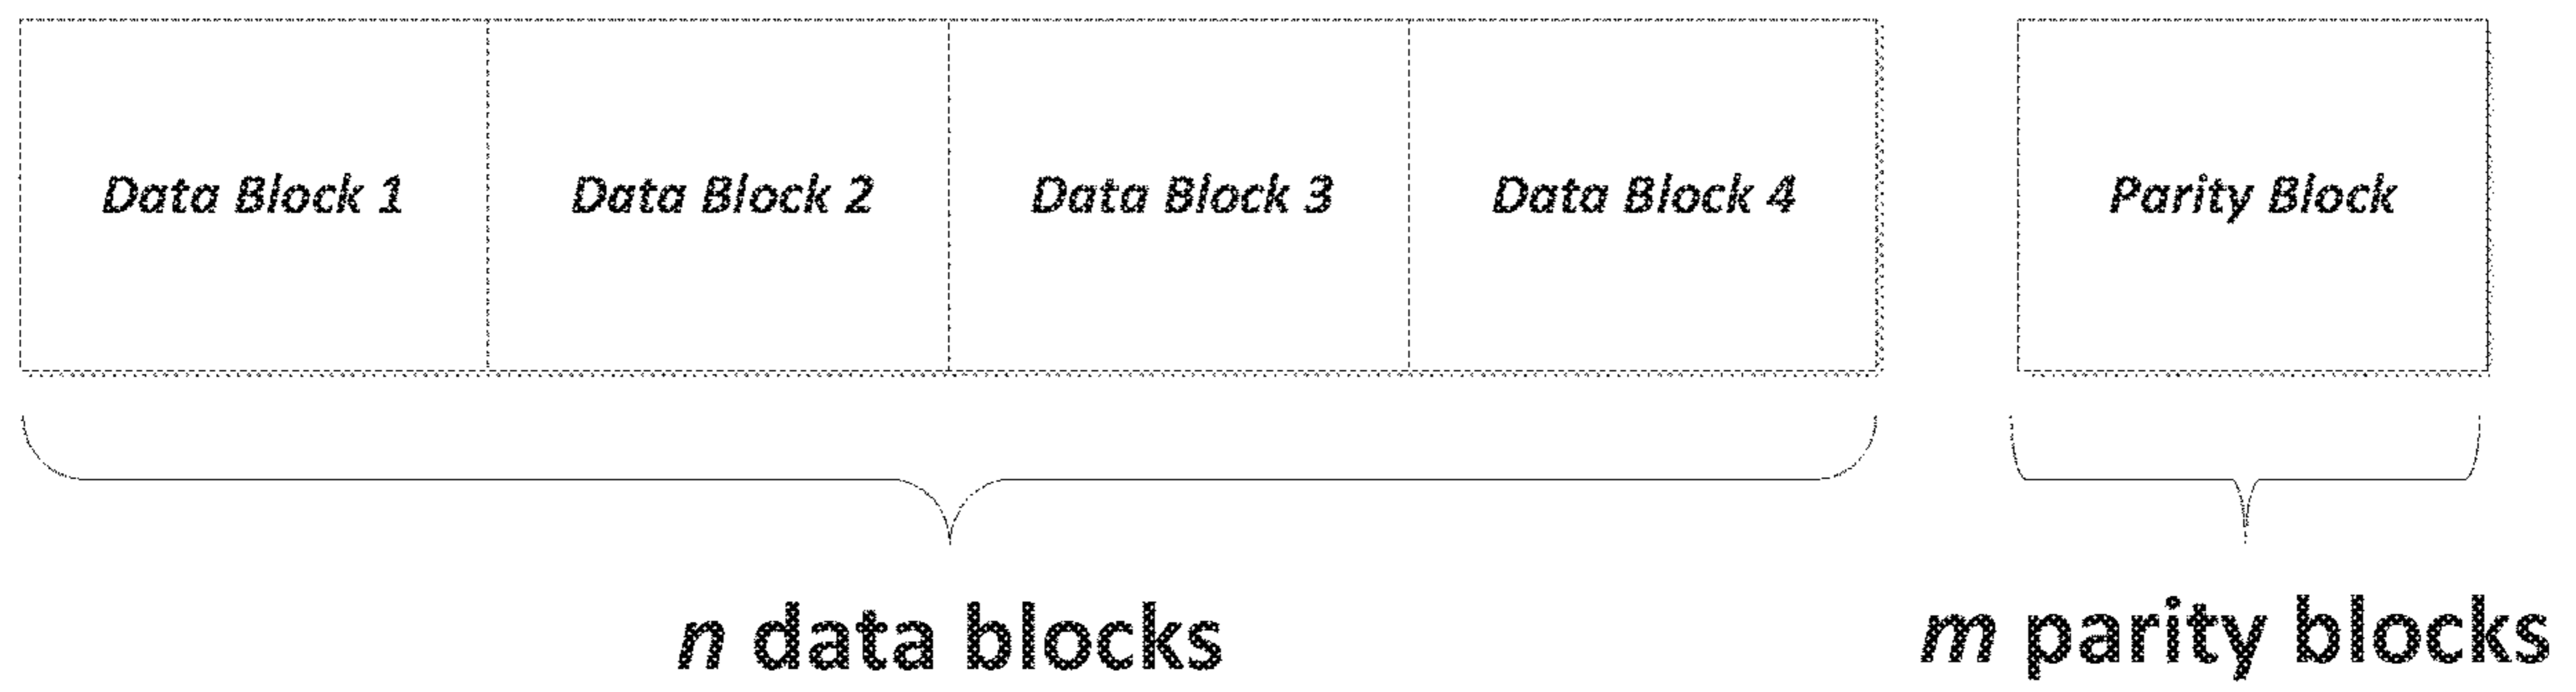 Data Block 1
Data Block 2
Data Block 3
Data Block 4
Parity Block
n data blocks
m parity blocks